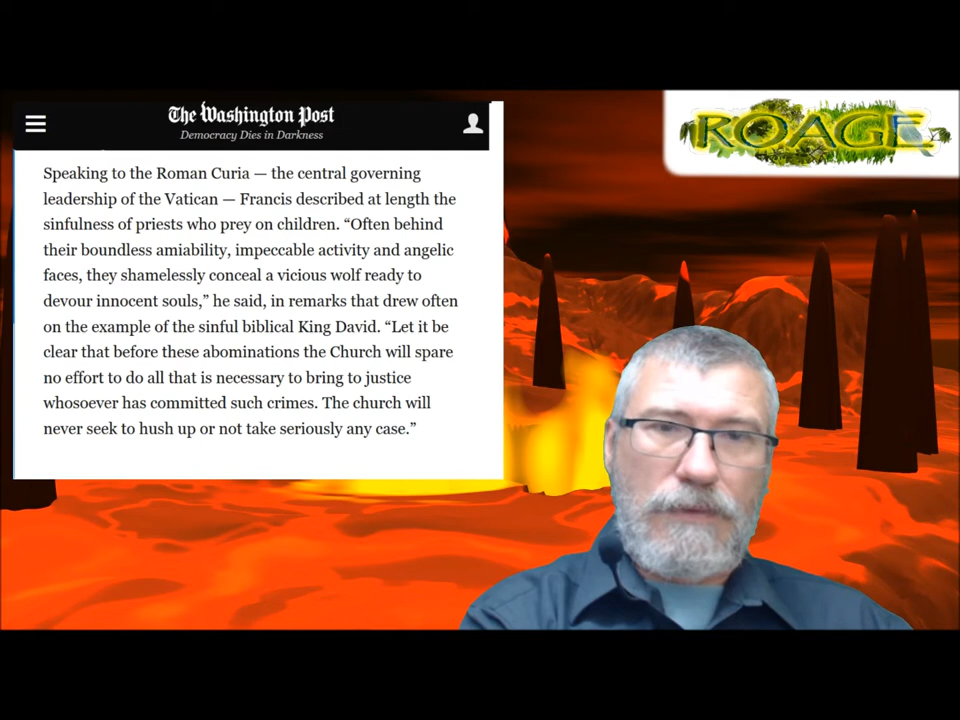 The Washington Post
Democracy Dies in Darkness
ROAGE
Speaking to the Roman Curia — the central governing
leadership of the Vatican — Francis described at length the
sinfulness of priests who prey on children. “Often behind
their boundless amiability, impeccable activity and angelic
faces, they shamelessly conceal a vicious wolf ready to
devour innocent souls,” he said, in remarks that drew often
on the example of the sinful biblical King David. “Let it be
clear that before these abominations the Church will spare
no effort to do all that is necessary to bring to justice
whosoever has committed such crimes. The church will
never seek to hush up or not take seriously any case.”